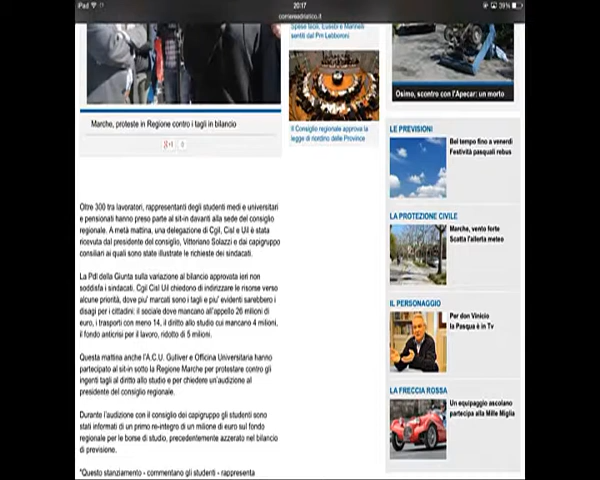 iPad
20:17
39%
corriereadriatico.it
Marche, proteste in Regione contro i tagli in bilancio
+1 0
Oltre 300 tra lavoratori, rappresentanti degli studenti medi e universitari
e pensionati hanno preso parte al sit-in davanti alla sede del consiglio
regionale. A metà mattina, una delegazione di Cgil, Cisl e Uil è stata
ricevuta dal presidente del consiglio, Vittoriano Solazzi e dai capigruppo
consiliari ai quali sono state illustrate le richieste dei sindacati.
La Pdl della Giunta sulla variazione al bilancio approvata ieri non
soddisfa i sindacati. Cgil Cisl Uil chiedono di indirizzare le risorse verso
alcune priorità, dove piu' marcati sono i tagli e piu' evidenti sarebbero i
disagi per i cittadini: il sociale dove mancano all'appello 26 milioni di
euro, i trasporti con meno 14, il diritto allo studio cui mancano 4 milioni,
il fondo anticrisi per il lavoro, ridotto di 5 milioni.
Questa mattina anche l'A.C.U. Gulliver e Officina Universitaria hanno
partecipato al sit-in sotto la Regione Marche per protestare contro gli
ingenti tagli al diritto allo studio e per chiedere un'audizione al
presidente del consiglio regionale.
Durante l'audizione con il consiglio dei capigruppo gli studenti sono
stati informati di un primo re-integro di un milione di euro sul fondo
regionale per le borse di studio, precedentemente azzerato nel bilancio
di previsione.
"Questo stanziamento - commentano gli studenti - rappresenta
Spese facili, Eusebi e Marinelli
sentiti dal Pm Lebboroni
Il Consiglio regionale approva la
legge di riordino delle Province
Osimo, scontro con l'Apecar: un morto
LE PREVISIONI
Bel tempo fino a venerdì
Festività pasquali rebus
LA PROTEZIONE CIVILE
Marche, vento forte
Scatta l'allerta meteo
IL PERSONAGGIO
Per don Vinicio
la Pasqua è in Tv
LA FRECCIA ROSSA
Un equipaggio ascolano
partecipa alla Mille Miglia